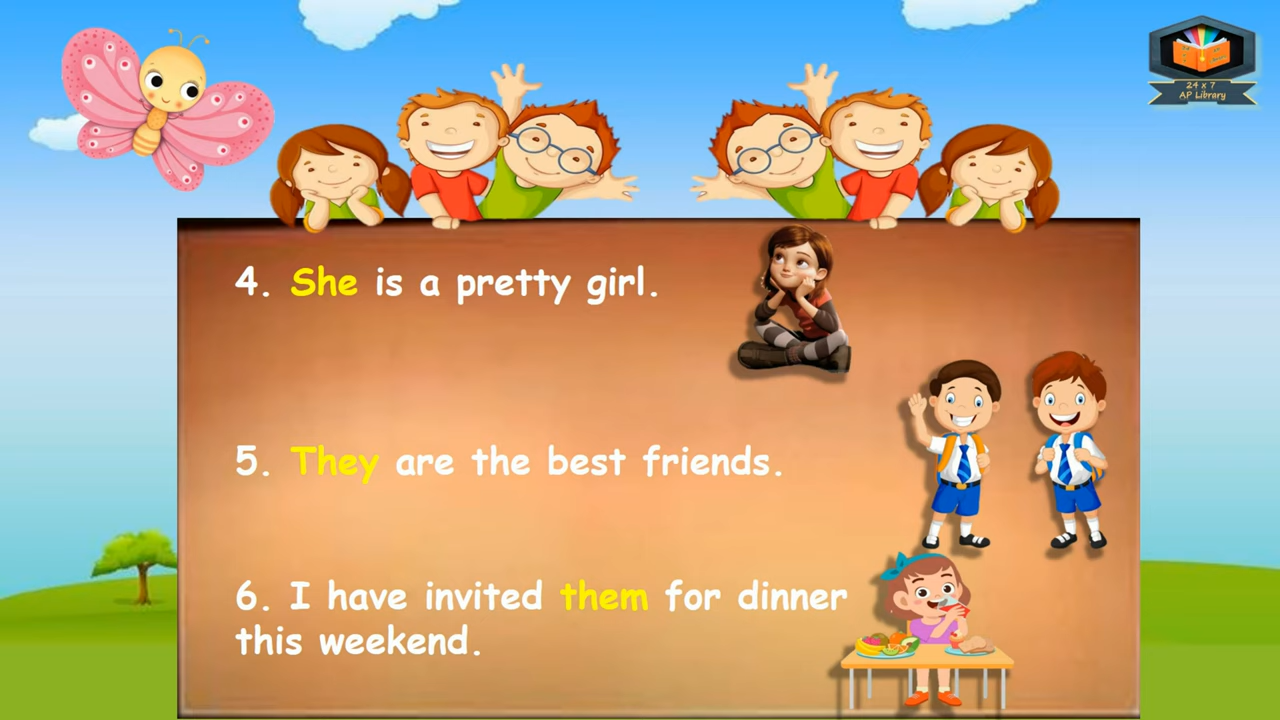 24 x 7
AP Library
4. She is a pretty girl.
5. They are the best friends.
6. I have invited them for dinner
this weekend.